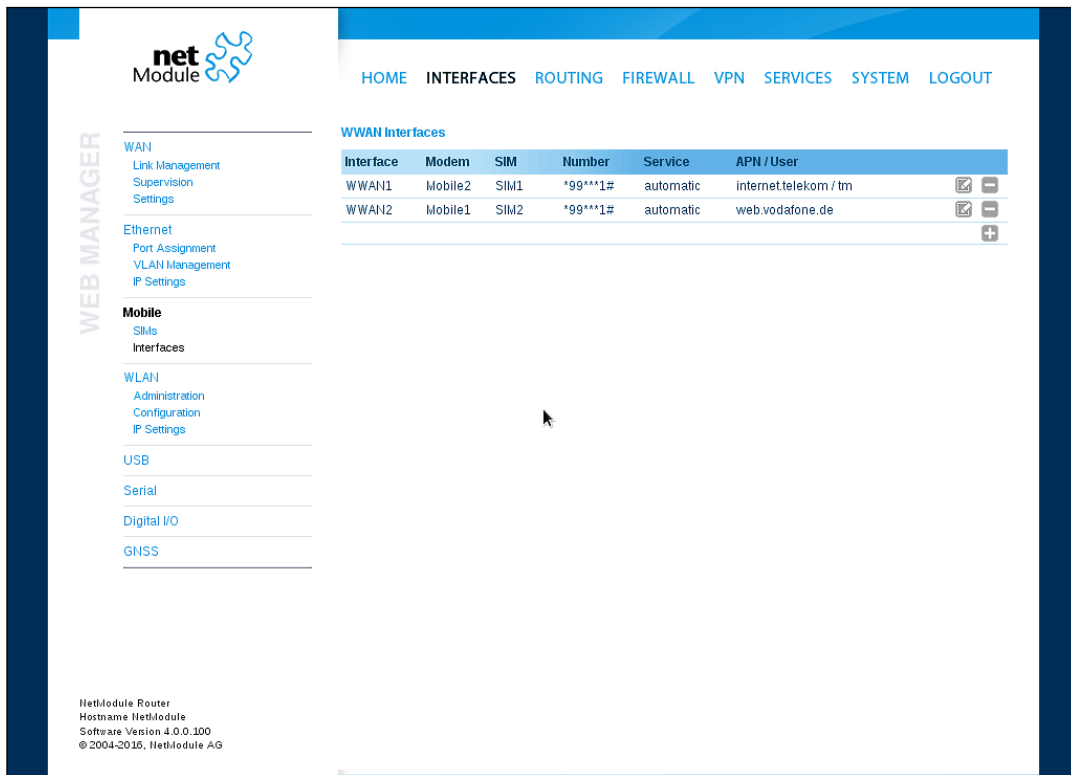 net
Module
HOME INTERFACES ROUTING FIREWALL VPN SERVICES SYSTEM LOGOUT
WEB MANAGER
WAN
Link Management
Supervision
Settings
Ethernet
Port Assignment
VLAN Management
IP Settings
Mobile
SIMs
Interfaces
WLAN
Administration
Configuration
IP Settings
USB
Serial
Digital I/O
GNSS
WWAN Interfaces
Interface Modem SIM Number Service APN / User
WWAN1 Mobile2 SIM1 *99***1# automatic internet.telekom / tm
WWAN2 Mobile1 SIM2 *99***1# automatic web.vodafone.de
NetModule Router
Hostname NetModule
Software Version 4.0.0.100
© 2004-2016, NetModule AG